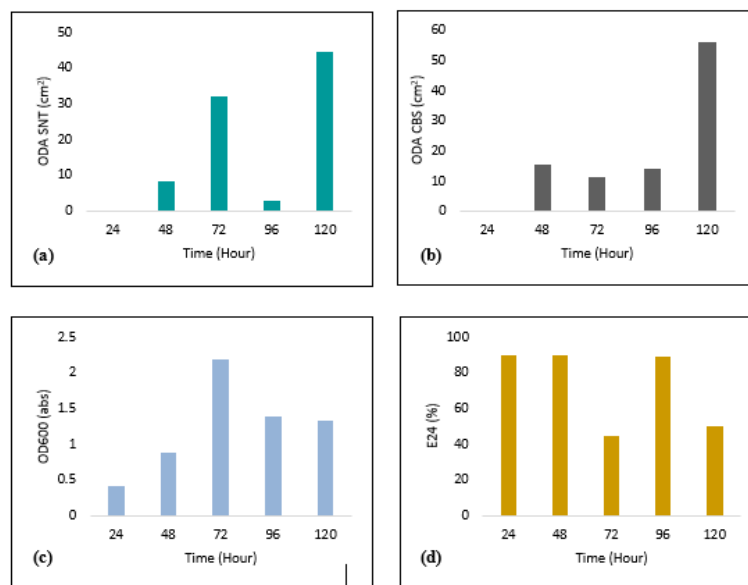 ODA SNT (cm²)
50
40
30
20
10
0
24 48 72 96 120
Time (Hour)
(a)
ODA CBS (cm²)
60
50
40
30
20
10
0
24 48 72 96 120
Time (Hour)
(b)
OD600 (abs)
2.5
2
1.5
1
0.5
0
24 48 72 96 120
Time (Hour)
(c)
E24 (%)
100
80
60
40
20
0
24 48 72 96 120
Time (Hour)
(d)